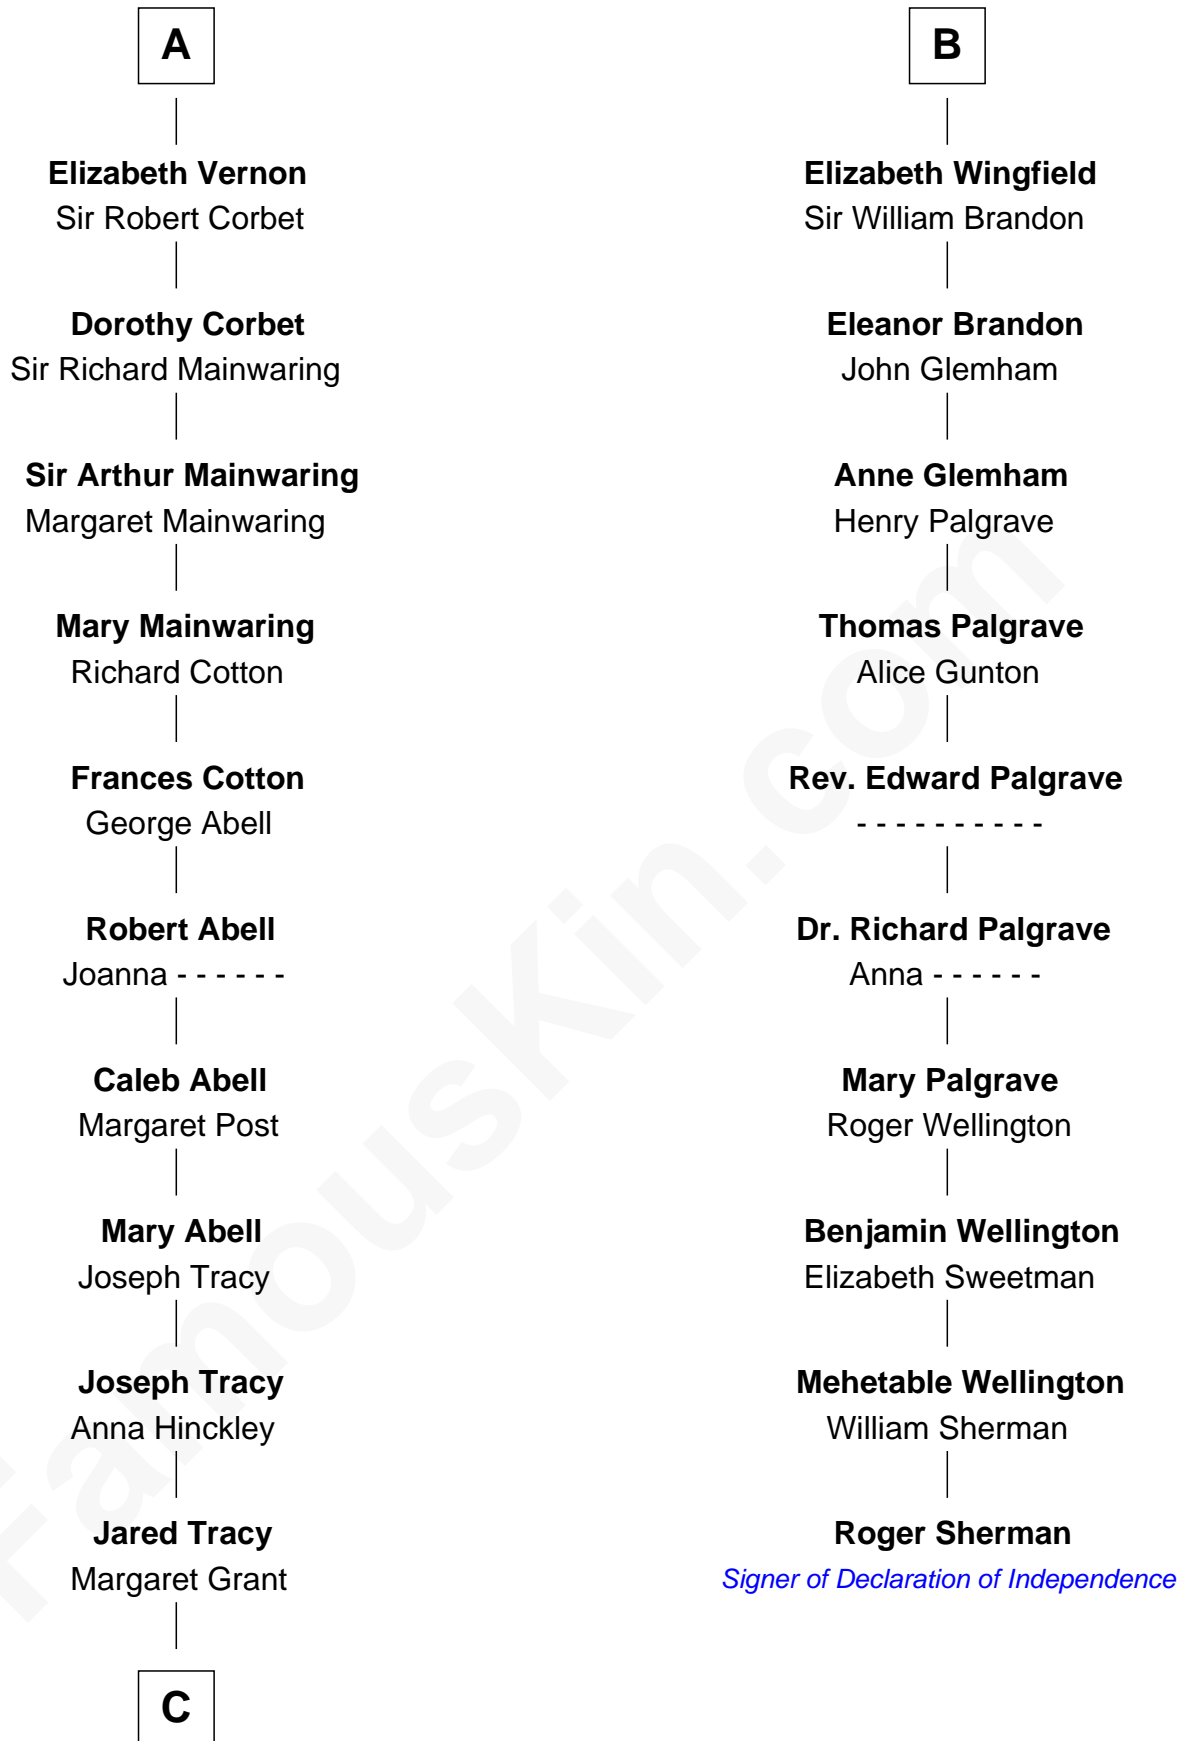 A
Elizabeth Vernon
Sir Robert Corbet
Dorothy Corbet
Sir Richard Mainwaring
Sir Arthur Mainwaring
Margaret Mainwaring
Mary Mainwaring
Richard Cotton
Frances Cotton
George Abell
Robert Abell
Joanna - - - - - -
Caleb Abell
Margaret Post
Mary Abell
Joseph Tracy
Joseph Tracy
Anna Hinckley
Jared Tracy
Margaret Grant
C
B
Elizabeth Wingfield
Sir William Brandon
Eleanor Brandon
John Glemham
Anne Glemham
Henry Palgrave
Thomas Palgrave
Alice Gunton
Rev. Edward Palgrave
- - - - - - - - - -
Dr. Richard Palgrave
Anna - - - - - -
Mary Palgrave
Roger Wellington
Benjamin Wellington
Elizabeth Sweetman
Mehetable Wellington
William Sherman
Roger Sherman
Signer of Declaration of Independence
FamousKin.com